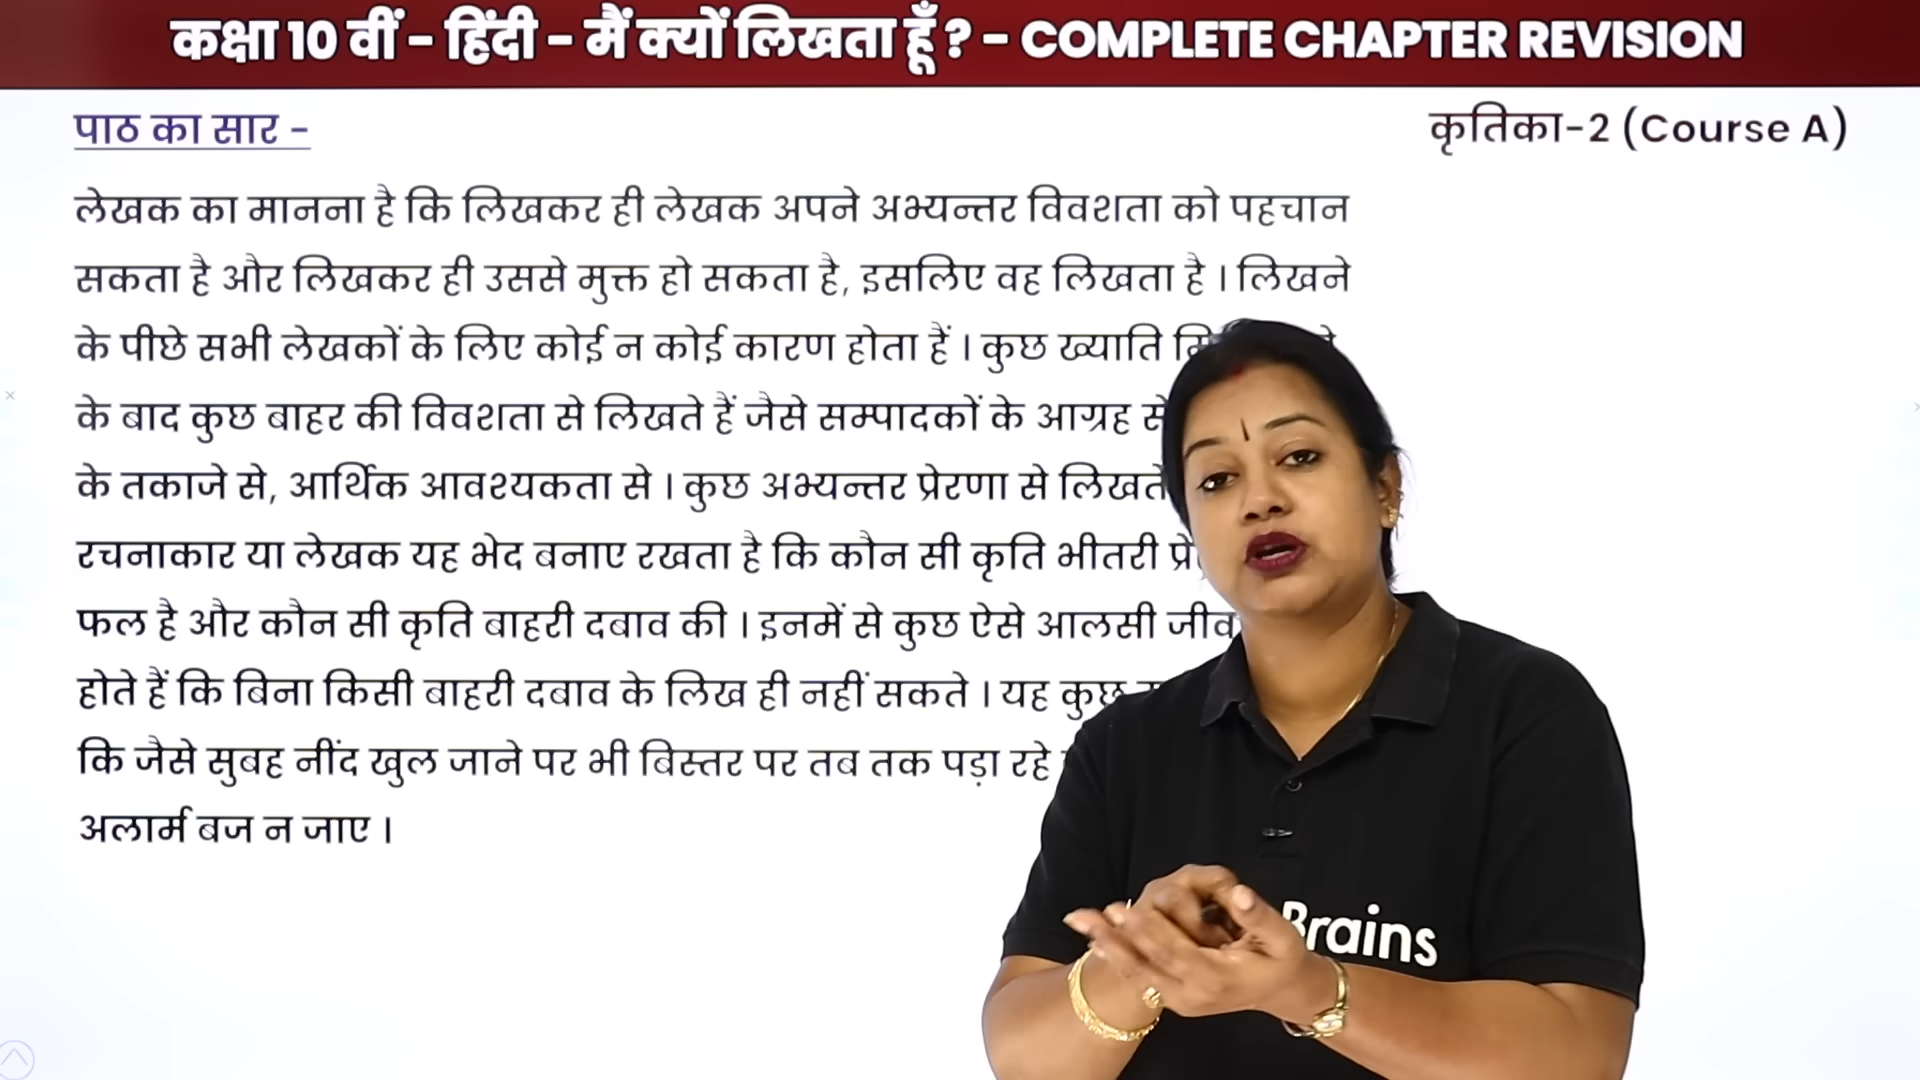 कक्षा 10 वीं - हिंदी - मैं क्यों लिखता हूँ ? - COMPLETE CHAPTER REVISION
पाठ का सार -
कृतिका-2 (Course A)
लेखक का मानना है कि लिखकर ही लेखक अपने अभ्यन्तर विवशता को पहचान
सकता है और लिखकर ही उससे मुक्त हो सकता है, इसलिए वह लिखता है । लिखने
के पीछे सभी लेखकों के लिए कोई न कोई कारण होता हैं । कुछ ख्याति
के बाद कुछ बाहर की विवशता से लिखते हैं जैसे सम्पादकों के आग्रह से
के तकाजे से, आर्थिक आवश्यकता से । कुछ अभ्यन्तर प्रेरणा से लिखते
रचनाकार या लेखक यह भेद बनाए रखता है कि कौन सी कृति भीतरी
फल है और कौन सी कृति बाहरी दबाव की । इनमें से कुछ ऐसे आलसी जीव
होते हैं कि बिना किसी बाहरी दबाव के लिख ही नहीं सकते । यह कुछ
कि जैसे सुबह नींद खुल जाने पर भी बिस्तर पर तब तक पड़ा रहे
अलार्म बज न जाए ।
Brains